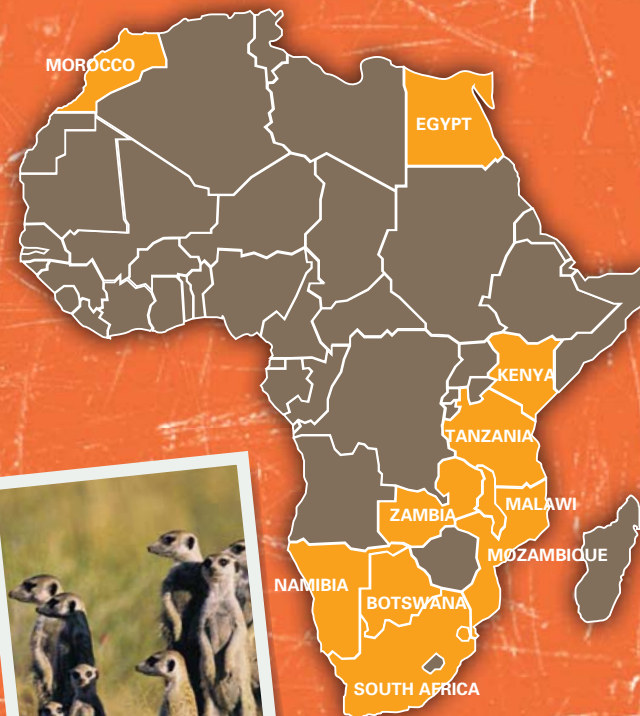 MOROCCO
EGYPT
KENYA
TANZANIA
MALAWI
ZAMBIA
MOZAMBIQUE
NAMIBIA
BOTSWANA
SOUTH AFRICA